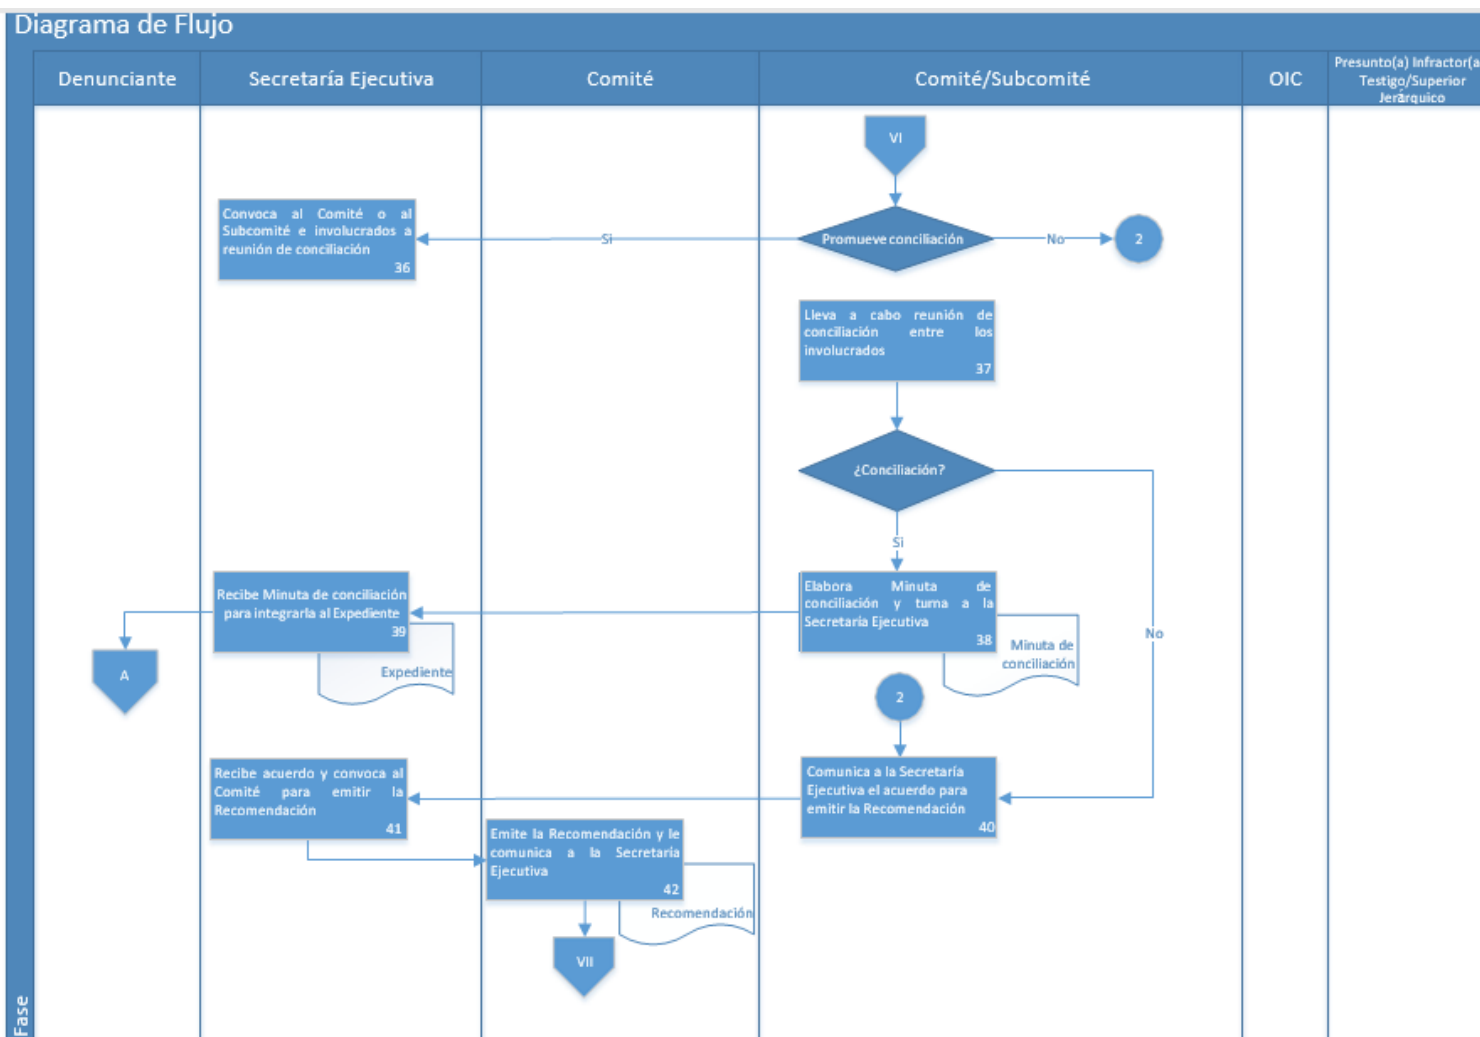 Diagrama de Flujo
Denunciante
Secretaría Ejecutiva
Comité
Comité/Subcomité
OIC
Presunto(a) Infractor(a
Testigo/Superior
Jerárquico
VI
Convoca al Comité o al
Subcomité e involucrados a
reunión de conciliación
36
Si
Promueve conciliación
No
2
Lleva a cabo reunión de
conciliación entre los
involucrados
37
¿Conciliación?
Si
No
Recibe Minuta de conciliación
para integrarla al Expediente
39
Expediente
A
Elabora Minuta de
conciliación y turna a la
Secretaría Ejecutiva
38
Minuta de
conciliación
2
Recibe acuerdo y convoca al
Comité para emitir la
Recomendación
41
Comunica a la Secretaría
Ejecutiva el acuerdo para
emitir la Recomendación
40
Emite la Recomendación y le
comunica a la Secretaría
Ejecutiva
42
Recomendación
VII
Fase